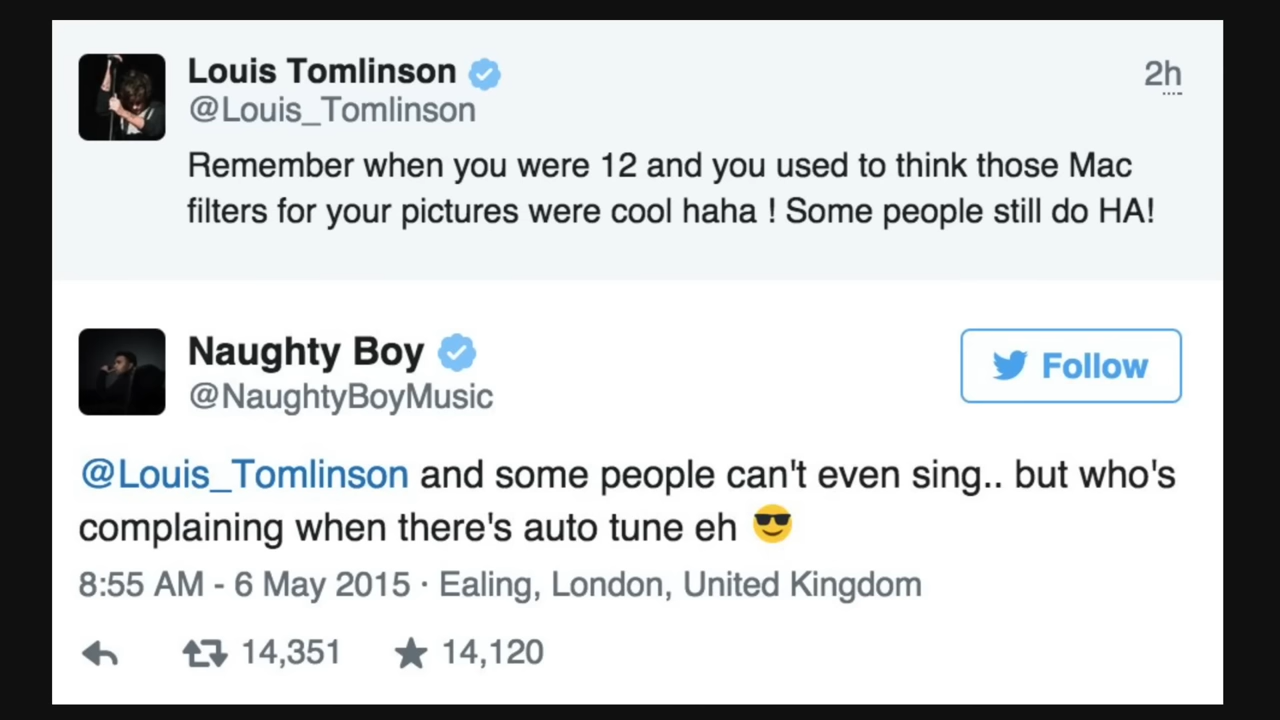 Louis Tomlinson
2h
@Louis_Tomlinson
Remember when you were 12 and you used to think those Mac
filters for your pictures were cool haha ! Some people still do HA!
Naughty Boy
Follow
@NaughtyBoyMusic
@Louis_Tomlinson and some people can't even sing.. but who's
complaining when there's auto tune eh 😎
8:55 AM - 6 May 2015 · Ealing, London, United Kingdom
14,351 14,120